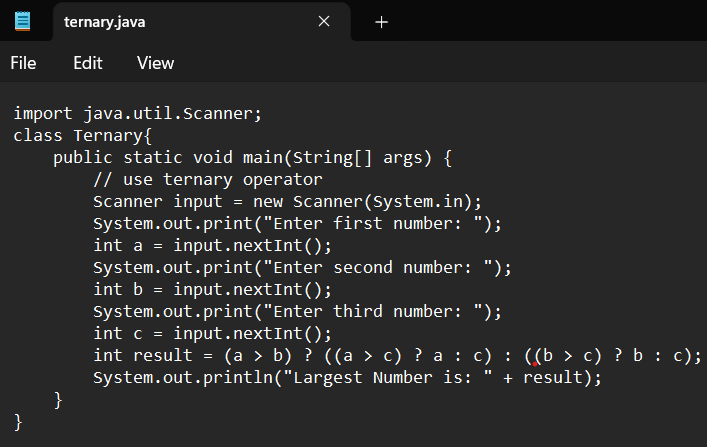 ternary.java
File Edit View
import java.util.Scanner;
class Ternary{
    public static void main(String[] args) {
        // use ternary operator
        Scanner input = new Scanner(System.in);
        System.out.print("Enter first number: ");
        int a = input.nextInt();
        System.out.print("Enter second number: ");
        int b = input.nextInt();
        System.out.print("Enter third number: ");
        int c = input.nextInt();
        int result = (a > b) ? ((a > c) ? a : c) : ((b > c) ? b : c);
        System.out.println("Largest Number is: " + result);
    }
}